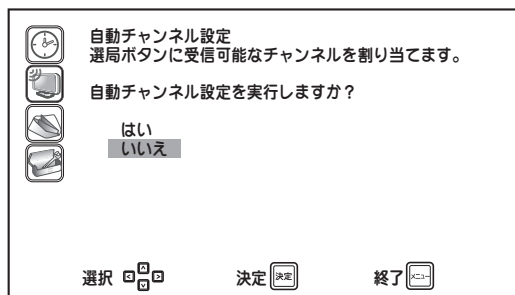 自動チャンネル設定
選局ボタンに受信可能なチャンネルを割り当てます。
自動チャンネル設定を実行しますか？
はい
いいえ
選択 決定 決定 終了 メニュー